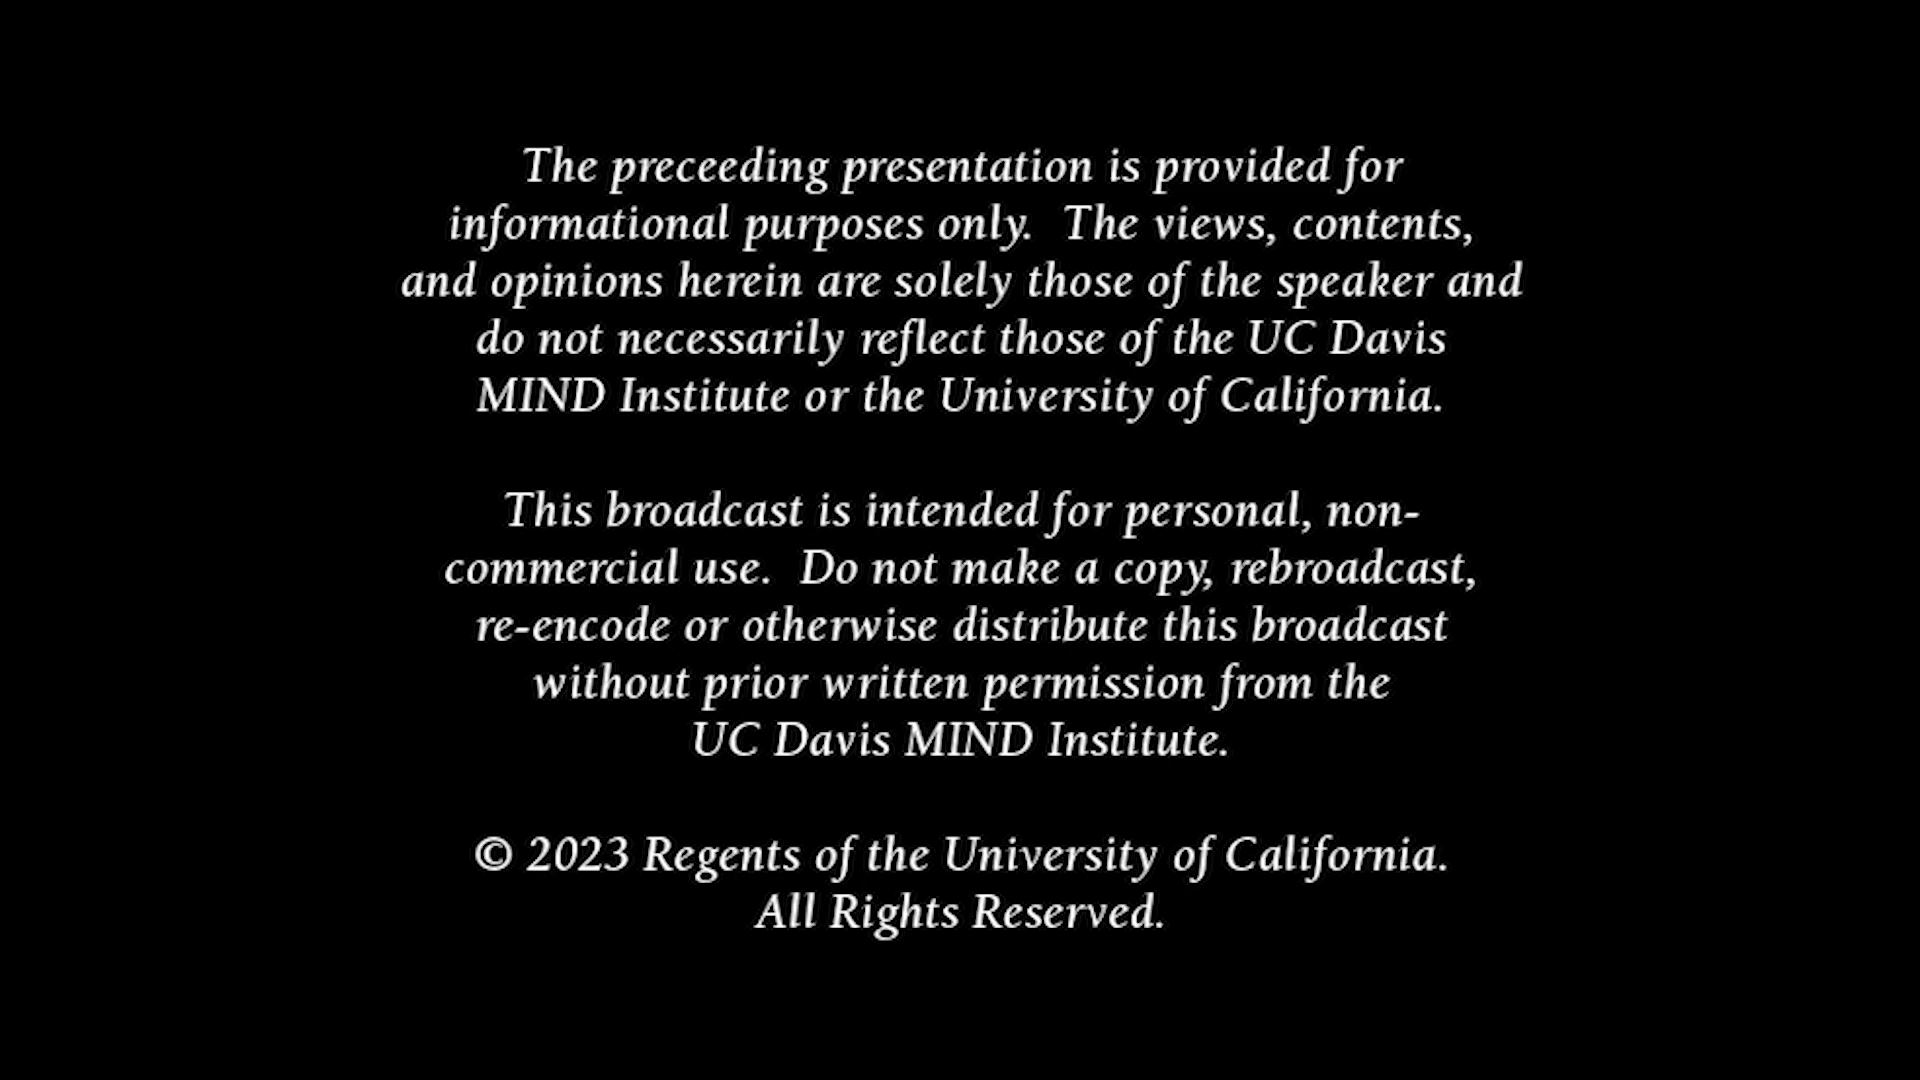 The preceeding presentation is provided for
informational purposes only.  The views, contents,
and opinions herein are solely those of the speaker and
do not necessarily reflect those of the UC Davis
MIND Institute or the University of California.
This broadcast is intended for personal, non-
commercial use.  Do not make a copy, rebroadcast,
re-encode or otherwise distribute this broadcast
without prior written permission from the
UC Davis MIND Institute.
© 2023 Regents of the University of California.
All Rights Reserved.